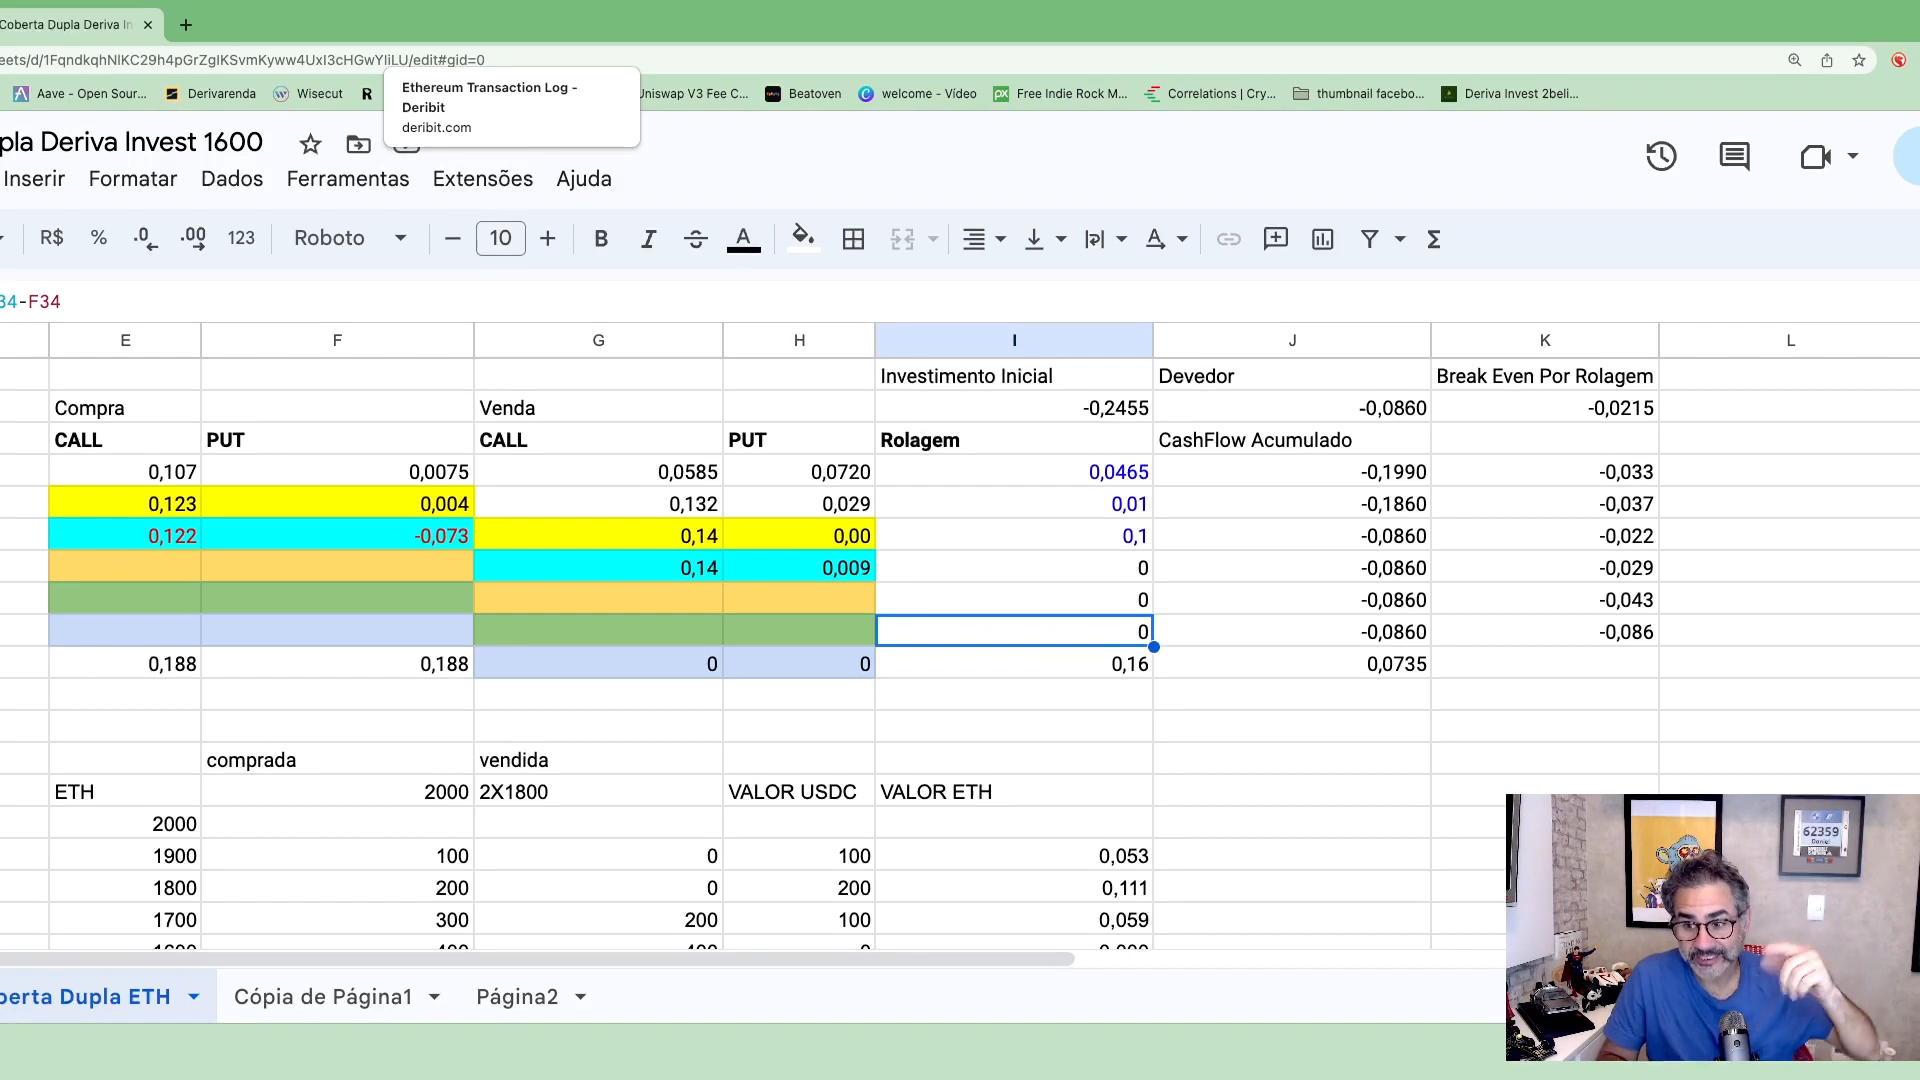 Coberta Dupla Deriva In
eets/d/1FqndkqhNlKC29h4pGrZglKSvmKyww4UxI3cHGwYIiLU/edit#gid=0
Aave - Open Sour... Derivarenda Wisecut R Uniswap V3 Fee C... Beatoven welcome - Vídeo Free Indie Rock M... Correlations | Cry... thumbnail facebo... Deriva Invest 2beli...
Ethereum Transaction Log -
Deribit
deribit.com
pla Deriva Invest 1600
Inserir Formatar Dados Ferramentas Extensões Ajuda
R$ % .0 .00 123 Roboto 10 B I S A Σ
34-F34
E F G H I J K L
Investimento Inicial Devedor Break Even Por Rolagem
Compra Venda -0,2455 -0,0860 -0,0215
CALL PUT CALL PUT Rolagem CashFlow Acumulado
0,107 0,0075 0,0585 0,0720 0,0465 -0,1990 -0,033
0,123 0,004 0,132 0,029 0,01 -0,1860 -0,037
0,122 -0,073 0,14 0,00 0,1 -0,0860 -0,022
0,14 0,009 0 -0,0860 -0,029
0 -0,0860 -0,043
0 -0,0860 -0,086
0,188 0,188 0 0 0,16 0,0735
comprada vendida
ETH 2000 2X1800 VALOR USDC VALOR ETH
2000
1900 100 0 100 0,053
1800 200 0 200 0,111
1700 300 200 100 0,059
berta Dupla ETH Cópia de Página1 Página2
62359
Daniel